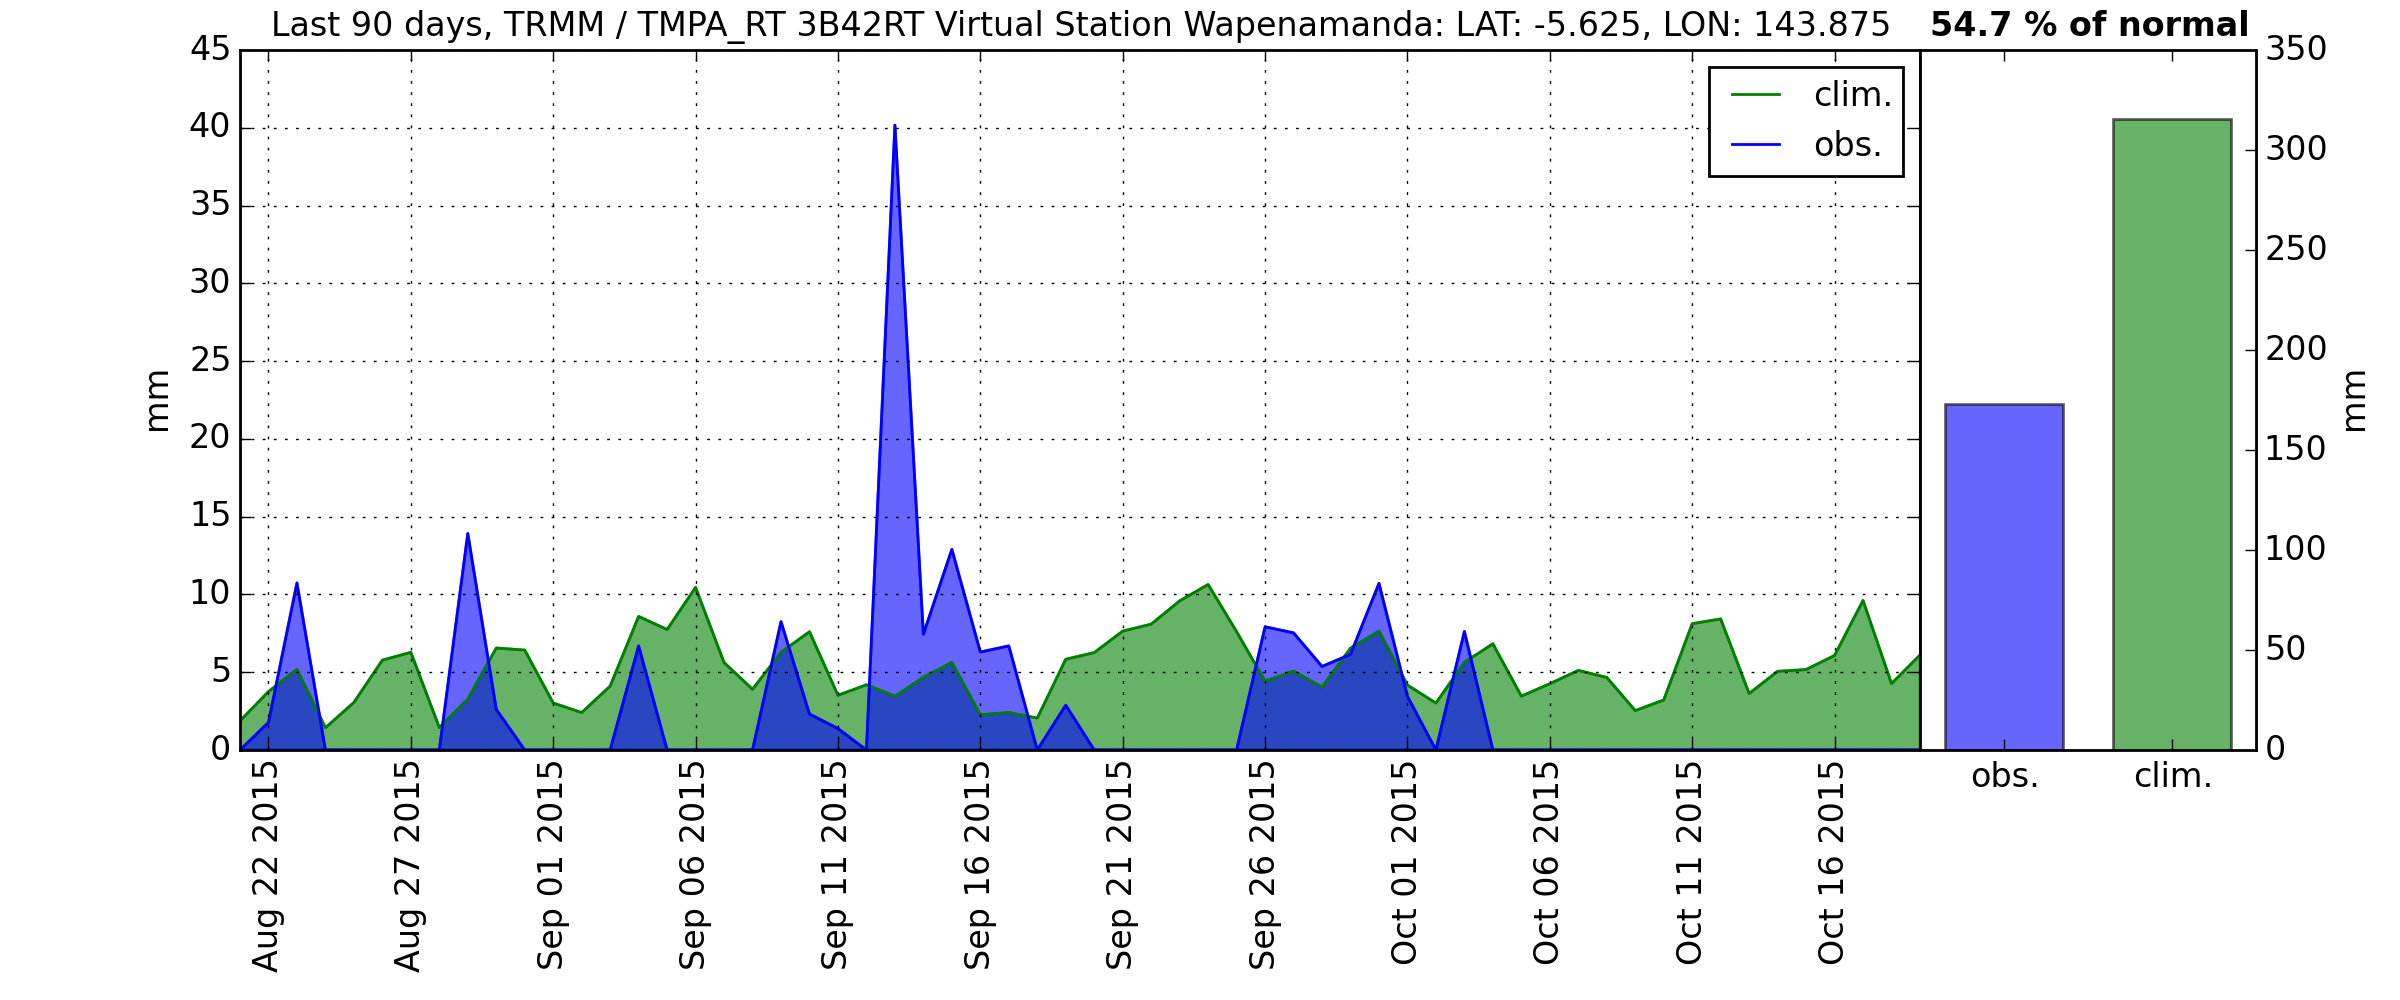 Last 90 days, TRMM / TMPA_RT 3B42RT Virtual Station Wapenamanda: LAT: -5.625, LON: 143.875
54.7 % of normal
45
40
35
30
25
20
15
10
5
0
mm
clim.
obs.
350
300
250
200
150
100
50
0
mm
obs.
clim.
Aug 22 2015
Aug 27 2015
Sep 01 2015
Sep 06 2015
Sep 11 2015
Sep 16 2015
Sep 21 2015
Sep 26 2015
Oct 01 2015
Oct 06 2015
Oct 11 2015
Oct 16 2015